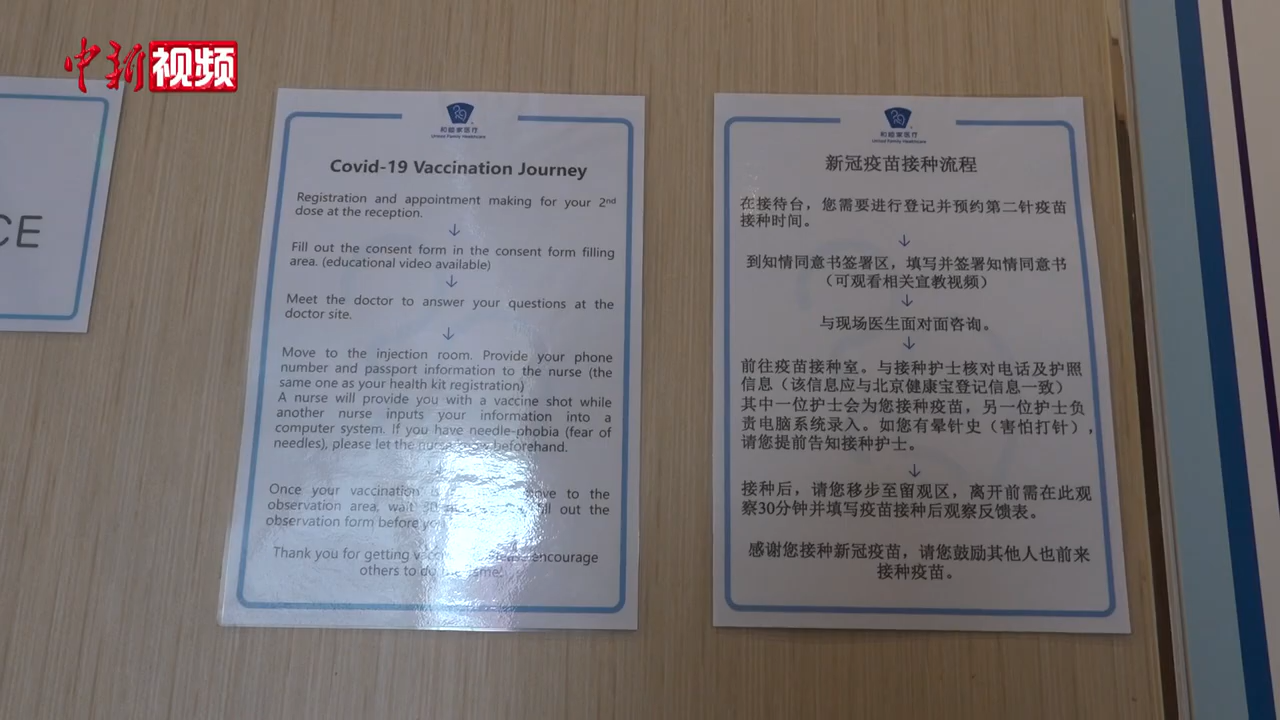 中新视频
CE
和睦家医疗
United Family Healthcare
Covid-19 Vaccination Journey
Registration and appointment making for your 2nd
dose at the reception.
↓
Fill out the consent form in the consent form filling
area. (educational video available)
↓
Meet the doctor to answer your questions at the
doctor site.
↓
Move to the injection room. Provide your phone
number and passport information to the nurse (the
same one as your health kit registration)
A nurse will provide you with a vaccine shot while
another nurse inputs your information into a
computer system. If you have needle-phobia (fear of
needles), please let the beforehand.
Once your vaccination to the
observation area, wait 30 out the
observation form before
Thank you for getting encourage
others to do
和睦家医疗
United Family Healthcare
新冠疫苗接种流程
在接待台，您需要进行登记并预约第二针疫苗
接种时间。
↓
到知情同意书签署区，填写并签署知情同意书
（可观看相关宣教视频）
↓
与现场医生面对面咨询。
↓
前往疫苗接种室。与接种护士核对电话及护照
信息（该信息应与北京健康宝登记信息一致）
其中一位护士会为您接种疫苗，另一位护士负
责电脑系统录入。如您有晕针史（害怕打针），
请您提前告知接种护士。
↓
接种后，请您移步至留观区，离开前需在此观
察30分钟并填写疫苗接种后观察反馈表。
感谢您接种新冠疫苗，请您鼓励其他人也前来
接种疫苗。